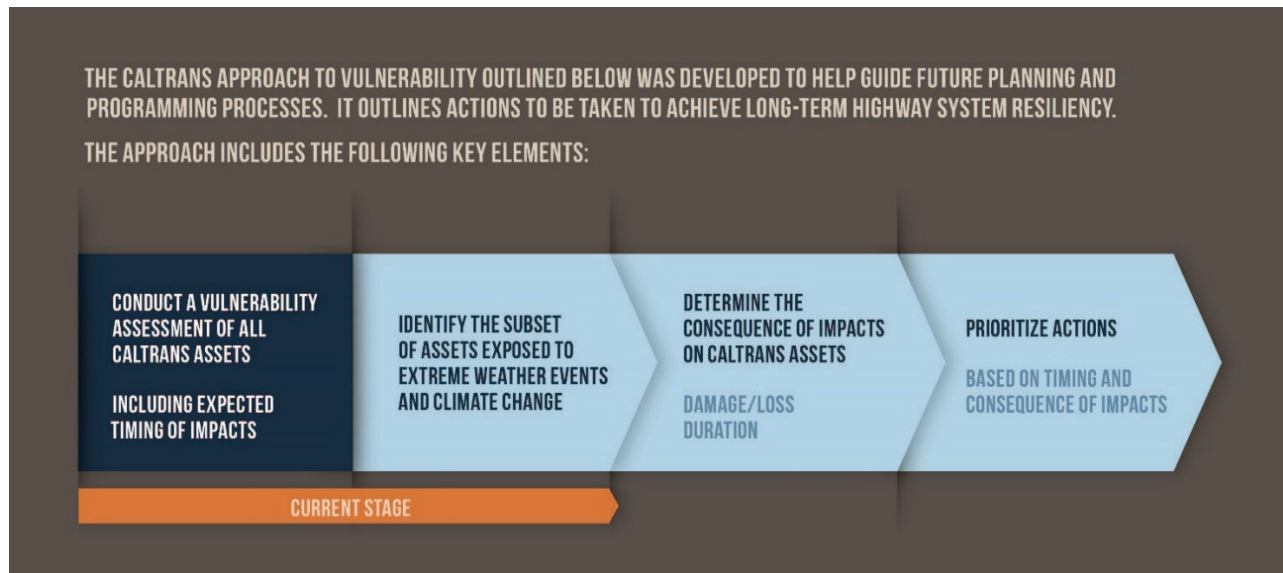 THE CALTRANS APPROACH TO VULNERABILITY OUTLINED BELOW WAS DEVELOPED TO HELP GUIDE FUTURE PLANNING AND
PROGRAMMING PROCESSES. IT OUTLINES ACTIONS TO BE TAKEN TO ACHIEVE LONG-TERM HIGHWAY SYSTEM RESILIENCY.
THE APPROACH INCLUDES THE FOLLOWING KEY ELEMENTS:
CONDUCT A VULNERABILITY
ASSESSMENT OF ALL
CALTRANS ASSETS
INCLUDING EXPECTED
TIMING OF IMPACTS
IDENTIFY THE SUBSET
OF ASSETS EXPOSED TO
EXTREME WEATHER EVENTS
AND CLIMATE CHANGE
DETERMINE THE
CONSEQUENCE OF IMPACTS
ON CALTRANS ASSETS
DAMAGE/LOSS
DURATION
PRIORITIZE ACTIONS
BASED ON TIMING AND
CONSEQUENCE OF IMPACTS
CURRENT STAGE